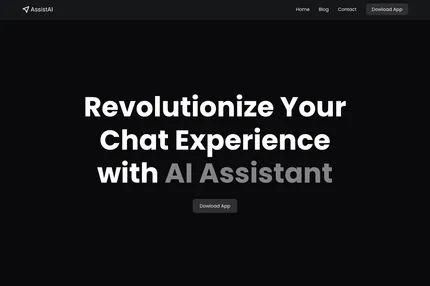 AssistAI
Home Blog Contact Dowload App
Revolutionize Your
Chat Experience
with AI Assistant
Dowload App